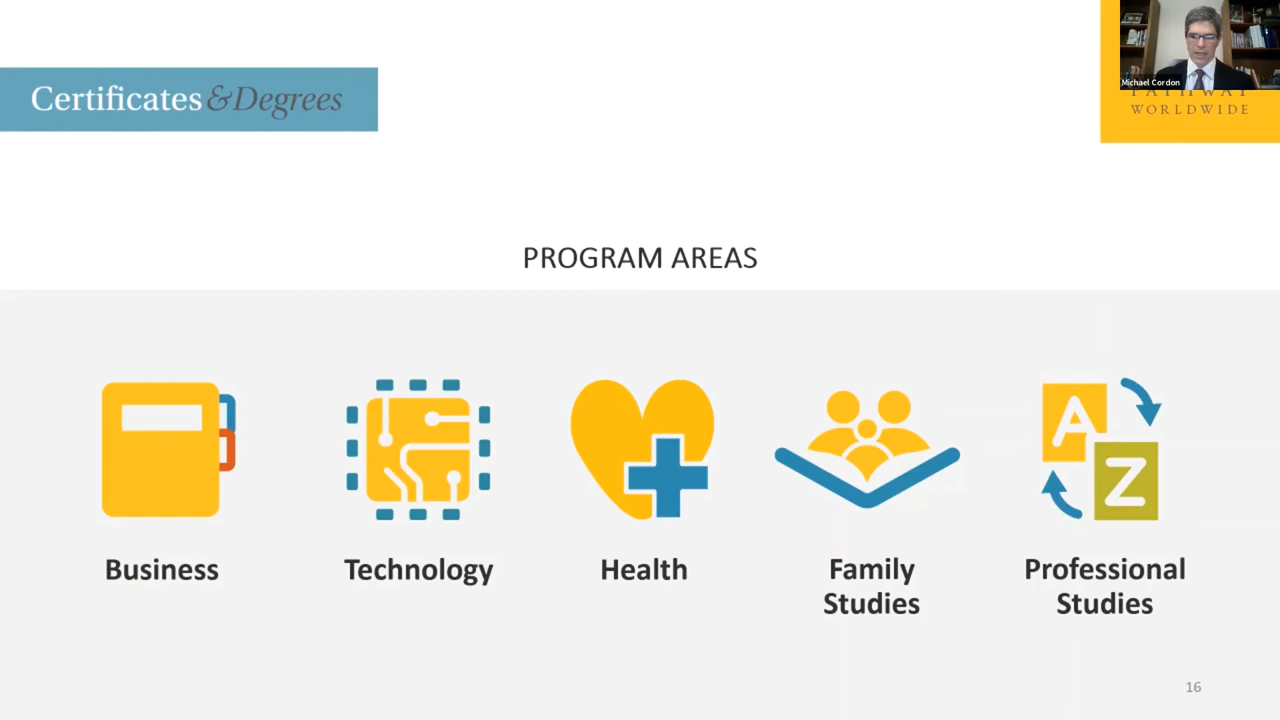 Certificates & Degrees
Michael Cordon
PATHWAY
WORLDWIDE
PROGRAM AREAS
A
Z
Business
Technology
Health
Family
Studies
Professional
Studies
16